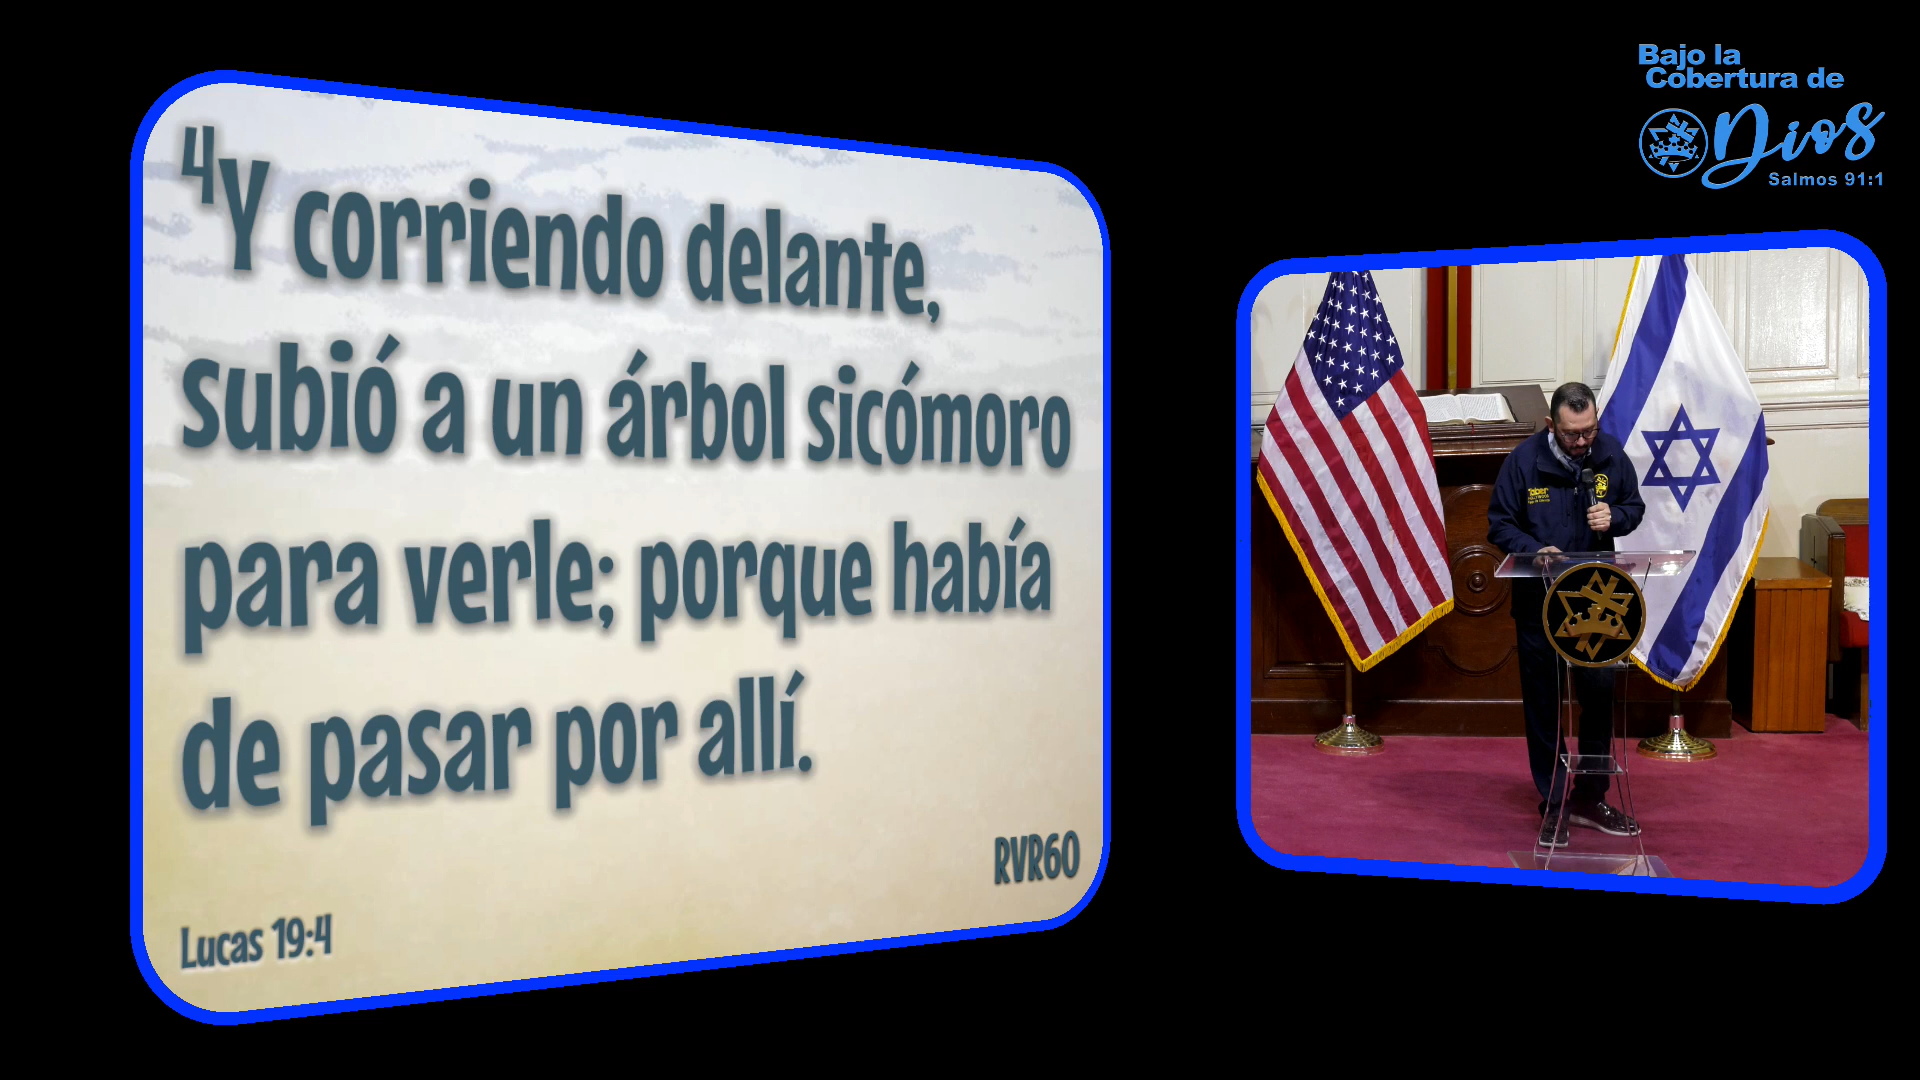 ⁴Y corriendo delante,
subió a un árbol sicómoro
para verle; porque había
de pasar por allí.
RVR60
Lucas 19:4
Bajo la
Cobertura de
Dios
Salmos 91:1
Taber